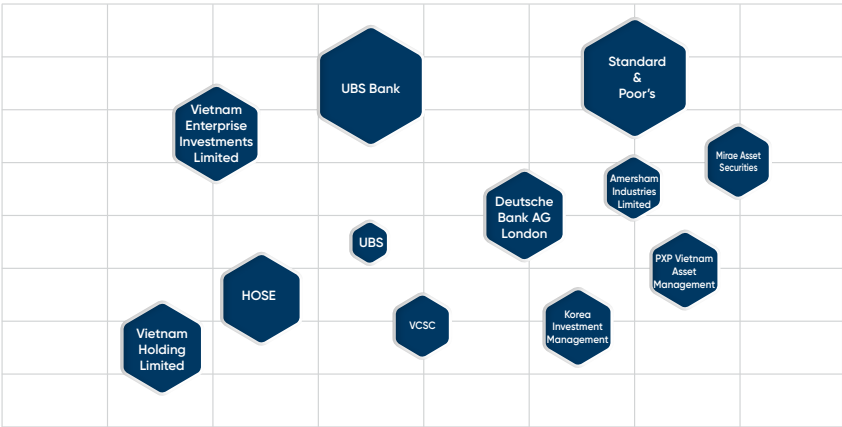 UBS Bank
Standard
&
Poor's
Vietnam
Enterprise
Investments
Limited
Mirae Asset
Securities
Amersham
Industries
Limited
Deutsche
Bank AG
London
UBS
PXP Vietnam
Asset
Management
HOSE
VCSC
Korea
Investment
Management
Vietnam
Holding
Limited